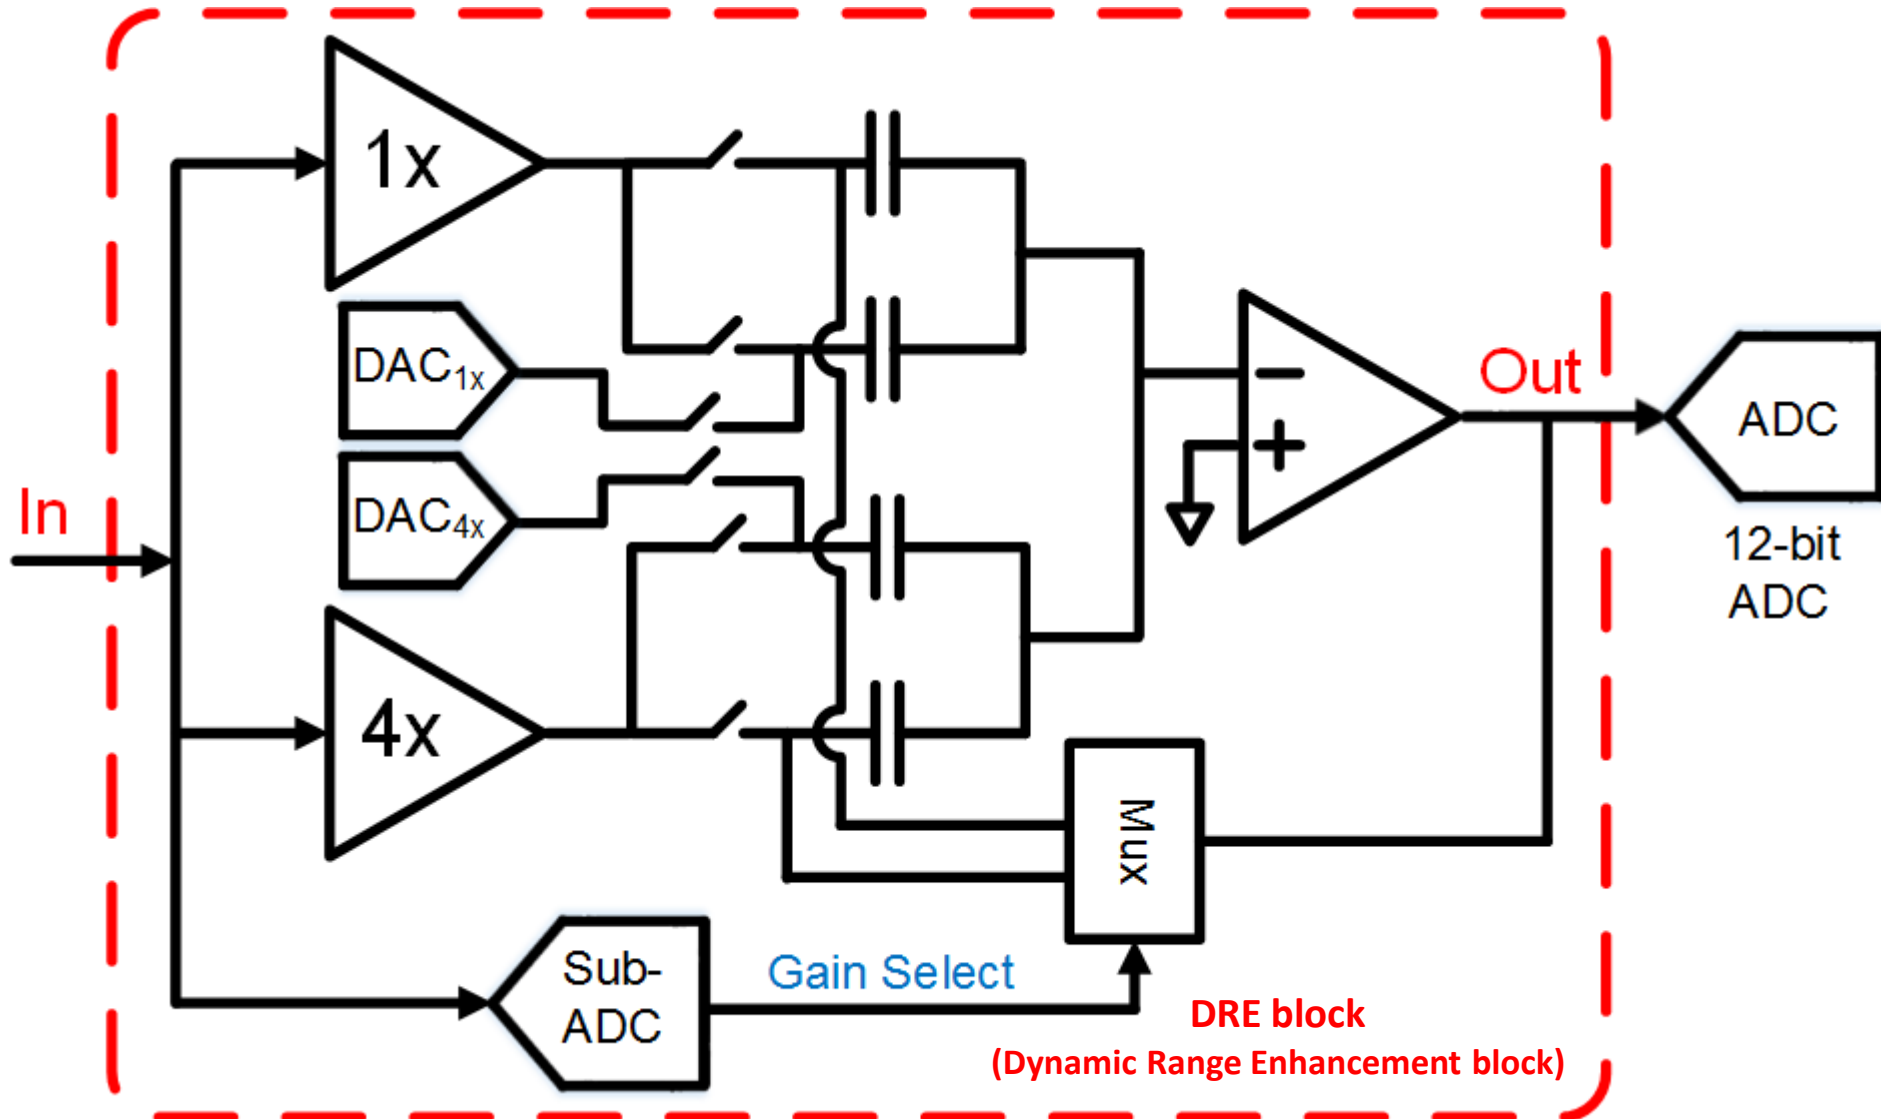 1x
DAC1x
DAC4x
In
4x
Sub-
ADC
Gain Select
Mux
−
+
Out
ADC
12-bit
ADC
DRE block
(Dynamic Range Enhancement block)